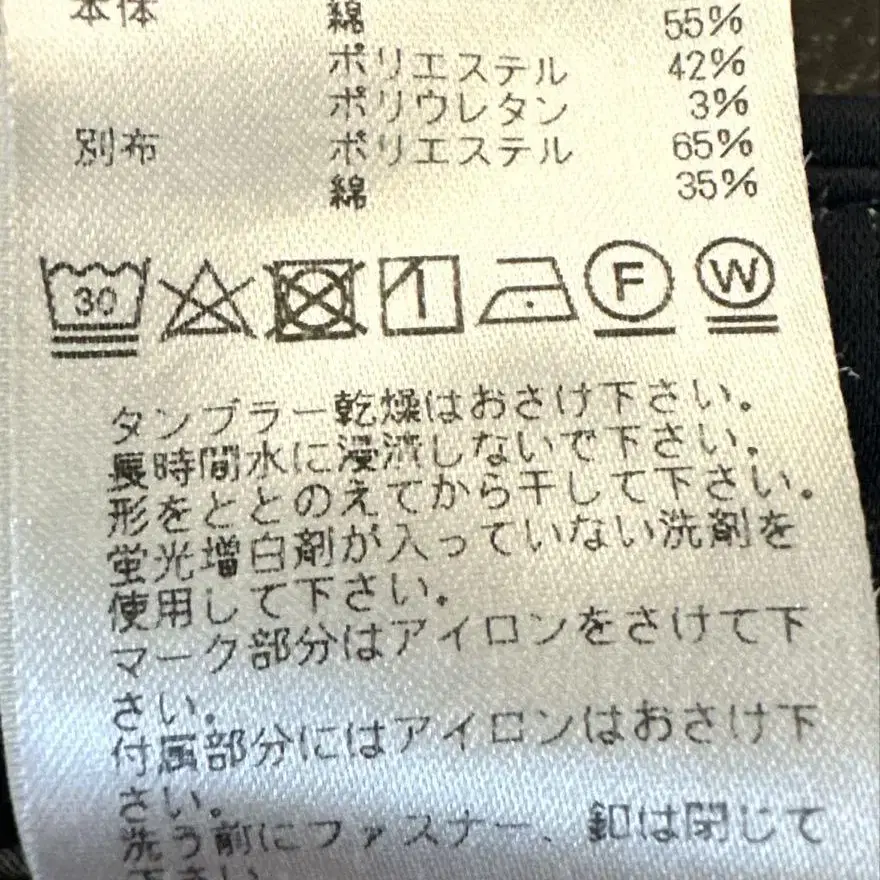 本体 綿 55%
ポリエステル 42%
ポリウレタン 3%
別布 ポリエステル 65%
綿 35%
30 F W
タンブラー乾燥はおさけ下さい。
長時間水に浸漬しないで下さい。
形をととのえてから干して下さい。
蛍光増白剤が入っていない洗剤を
使用して下さい。
マーク部分はアイロンをさけて下
さい。
付属部分にはアイロンはおさけ下
さい。
洗う前にファスナー、釦は閉じて
下さい。